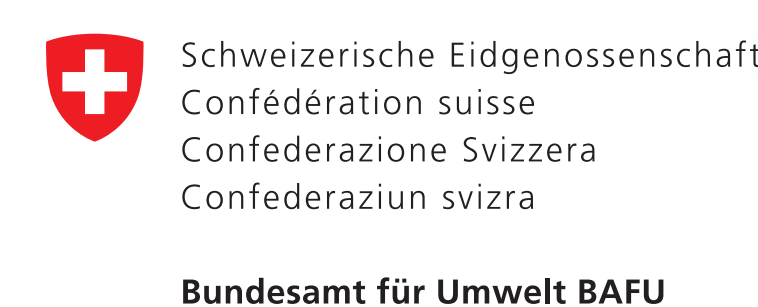 Schweizerische Eidgenossenschaft
Confédération suisse
Confederazione Svizzera
Confederaziun svizra
Bundesamt für Umwelt BAFU